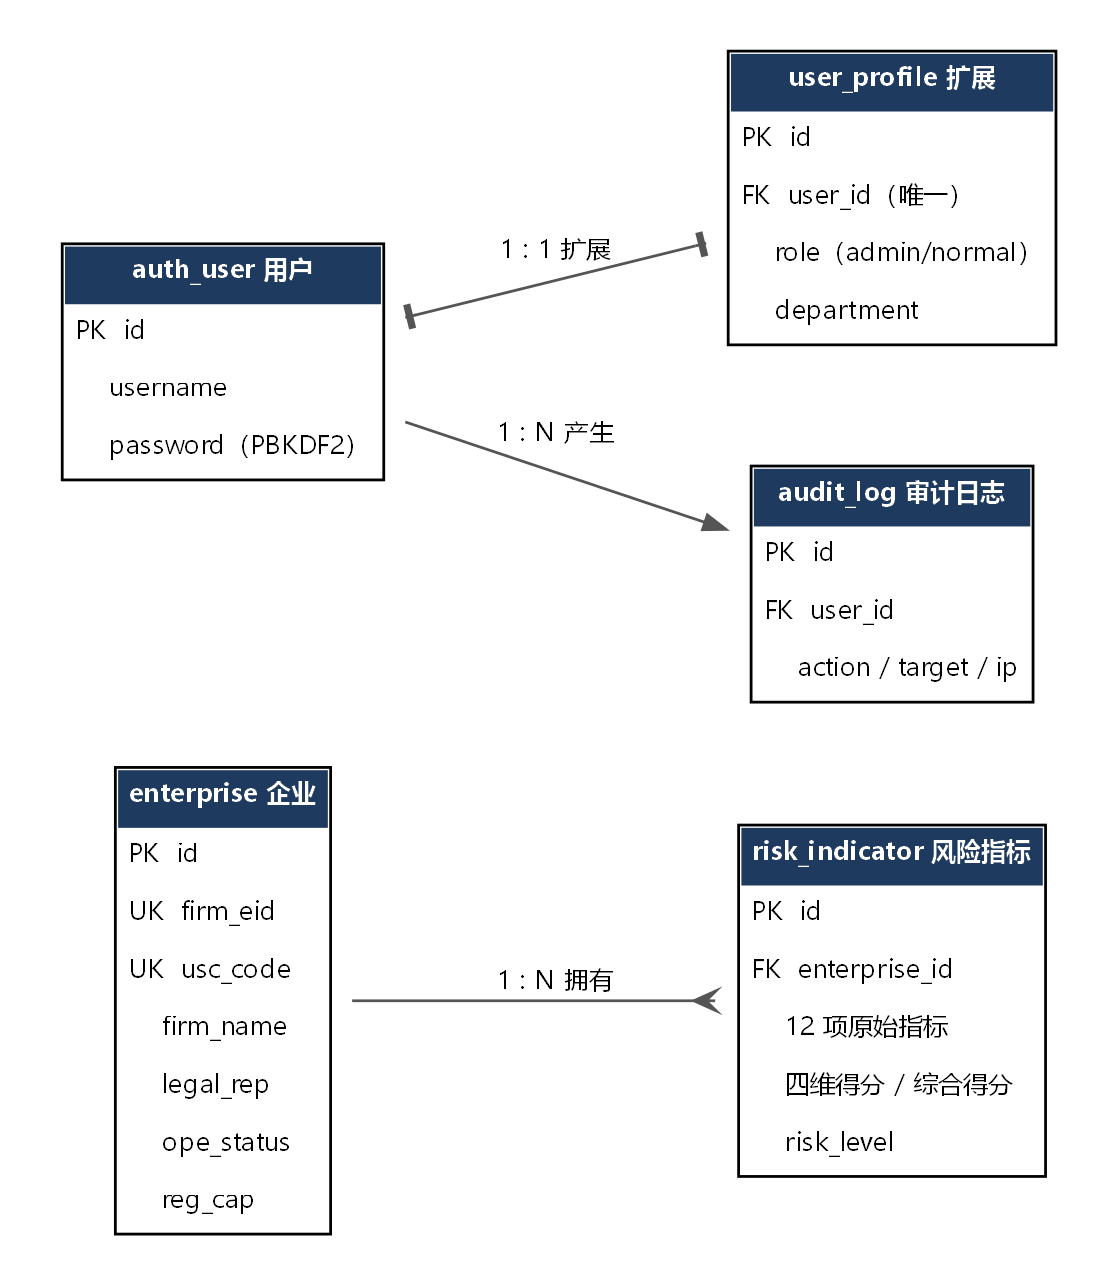 user_profile 扩展
PK id
FK user_id（唯一）
role（admin/normal）
department
1 : 1 扩展
auth_user 用户
PK id
username
password（PBKDF2）
1 : N 产生
audit_log 审计日志
PK id
FK user_id
action / target / ip
enterprise 企业
PK id
UK firm_eid
UK usc_code
firm_name
legal_rep
ope_status
reg_cap
1 : N 拥有
risk_indicator 风险指标
PK id
FK enterprise_id
12 项原始指标
四维得分 / 综合得分
risk_level